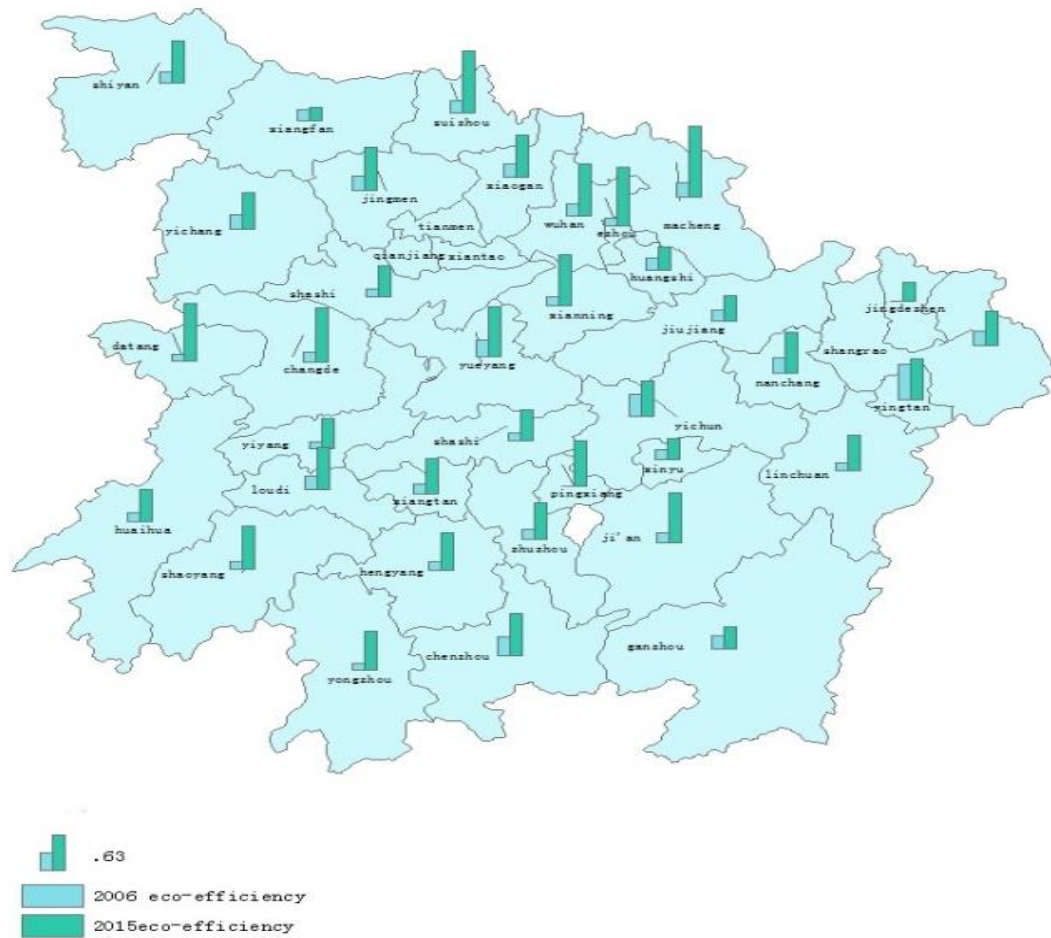 shiyan
xiangfan
suizhou
xiaogan
jingmen
macheng
wuhan
ezhou
tianmen
yichang
qianjiang
xiantao
huangshi
shashi
xianning
jingdezhen
jiujiang
datang
shangrao
changde
yueyang
nanchang
yingtan
yichun
yiyang
shashi
xinyu
linchuan
loudi
xiangtan
pingxiang
huaihua
zhuzhou
ji'an
shaoyang
hengyang
chenzhou
ganzhou
yongzhou
.63
2006 eco-efficiency
2015eco-efficiency